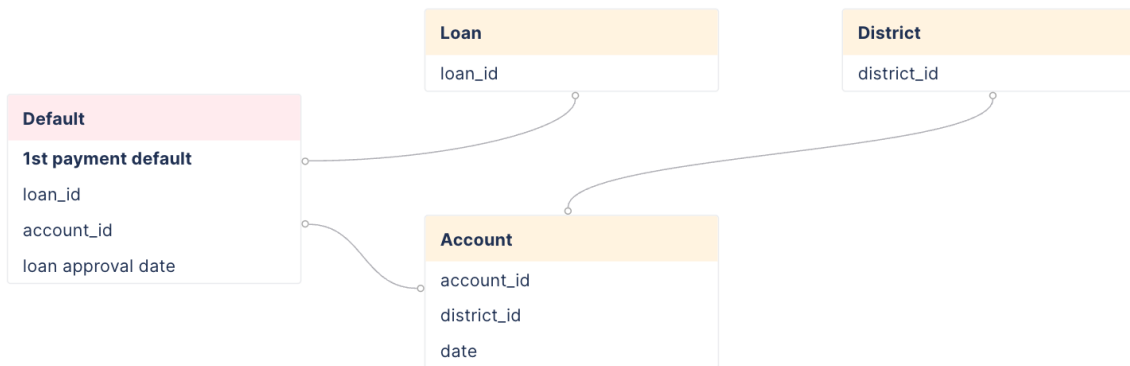 Loan
loan_id
District
district_id
Default
1st payment default
loan_id
account_id
loan approval date
Account
account_id
district_id
date